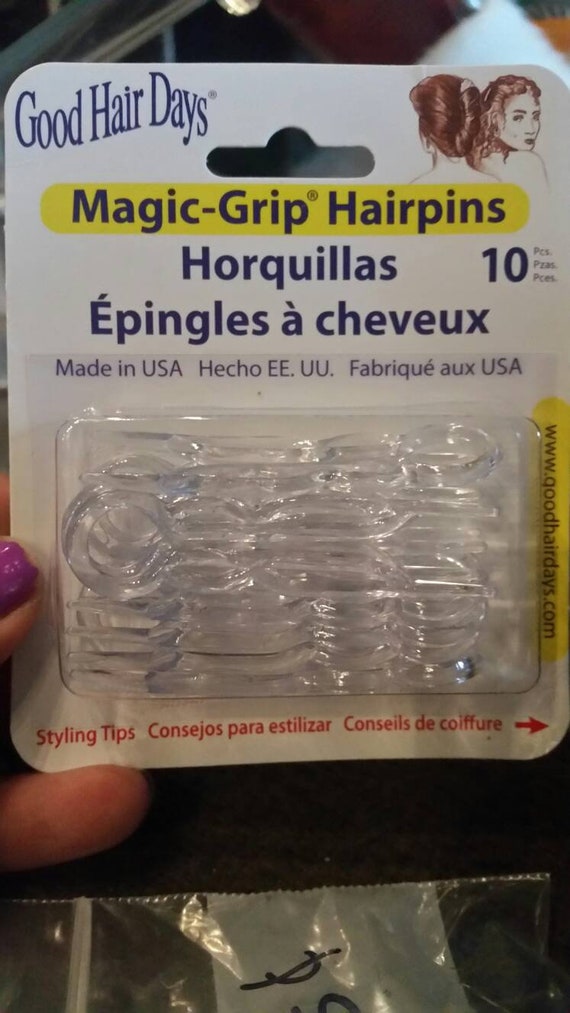 Good Hair Days®
Magic-Grip® Hairpins
Horquillas
10 Pcs.
Pzas.
Pces.
Épingles à cheveux
Made in USA Hecho EE. UU. Fabriqué aux USA
www.goodhairdays.com
Styling Tips Consejos para estilizar Conseils de coiffure